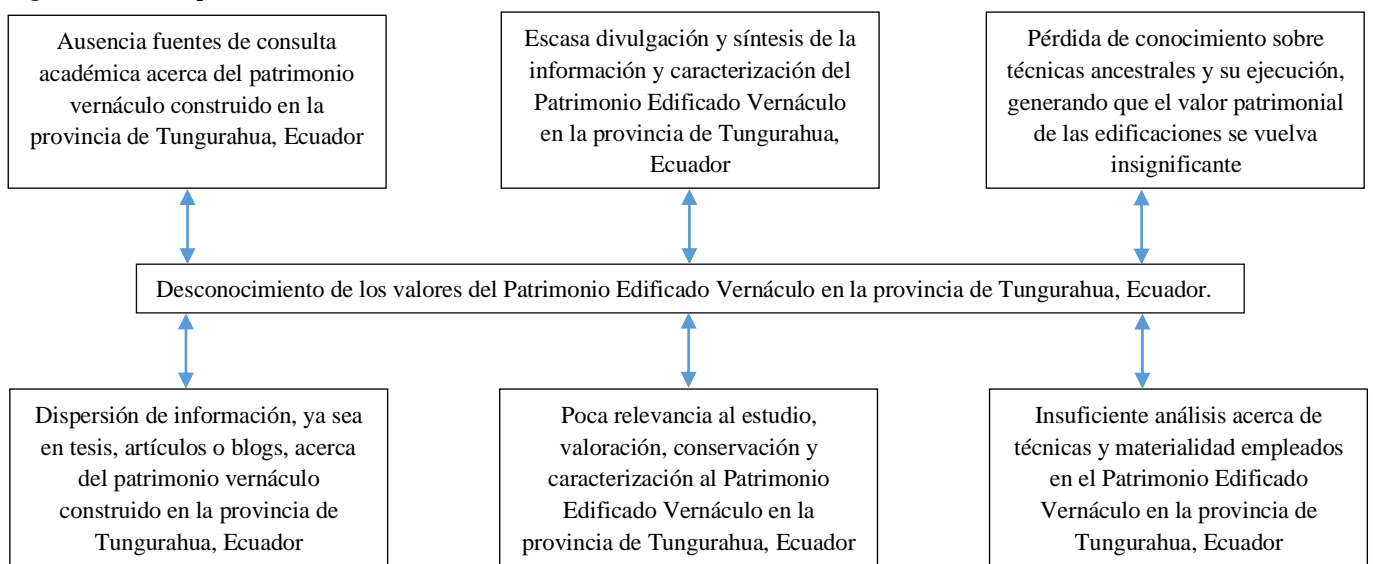 Ausencia fuentes de consulta
académica acerca del patrimonio
vernáculo construido en la
provincia de Tungurahua, Ecuador
Escasa divulgación y síntesis de la
información y caracterización del
Patrimonio Edificado Vernáculo
en la provincia de Tungurahua,
Ecuador
Pérdida de conocimiento sobre
técnicas ancestrales y su ejecución,
generando que el valor patrimonial
de las edificaciones se vuelva
insignificante
Desconocimiento de los valores del Patrimonio Edificado Vernáculo en la provincia de Tungurahua, Ecuador.
Dispersión de información, ya sea
en tesis, artículos o blogs, acerca
del patrimonio vernáculo
construido en la provincia de
Tungurahua, Ecuador
Poca relevancia al estudio,
valoración, conservación y
caracterización al Patrimonio
Edificado Vernáculo en la
provincia de Tungurahua, Ecuador
Insuficiente análisis acerca de
técnicas y materialidad empleados
en el Patrimonio Edificado
Vernáculo en la provincia de
Tungurahua, Ecuador